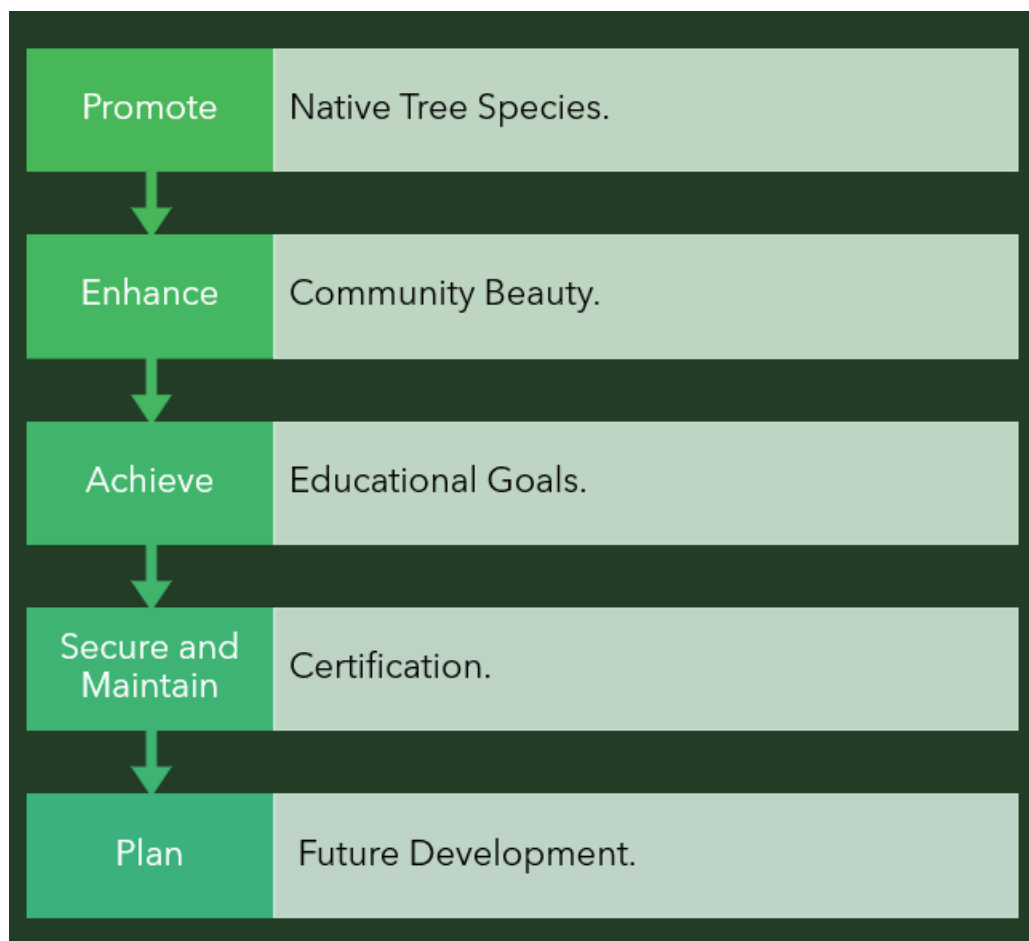 Promote
Native Tree Species.
Enhance
Community Beauty.
Achieve
Educational Goals.
Secure and
Maintain
Certification.
Plan
Future Development.